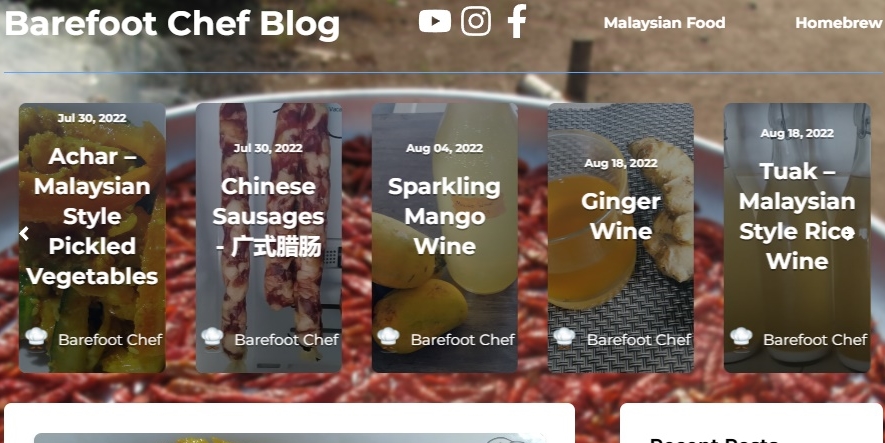 Barefoot Chef Blog
Malaysian Food
Homebrew
Jul 30, 2022
Achar –
Malaysian
Style
Pickled
Vegetables
Barefoot Chef
Jul 30, 2022
Chinese
Sausages
- 广式腊肠
Barefoot Chef
Aug 04, 2022
Sparkling
Mango
Wine
Barefoot Chef
Aug 18, 2022
Ginger
Wine
Barefoot Chef
Aug 18, 2022
Tuak –
Malaysian
Style Rice
Wine
Barefoot Chef
Recent Posts